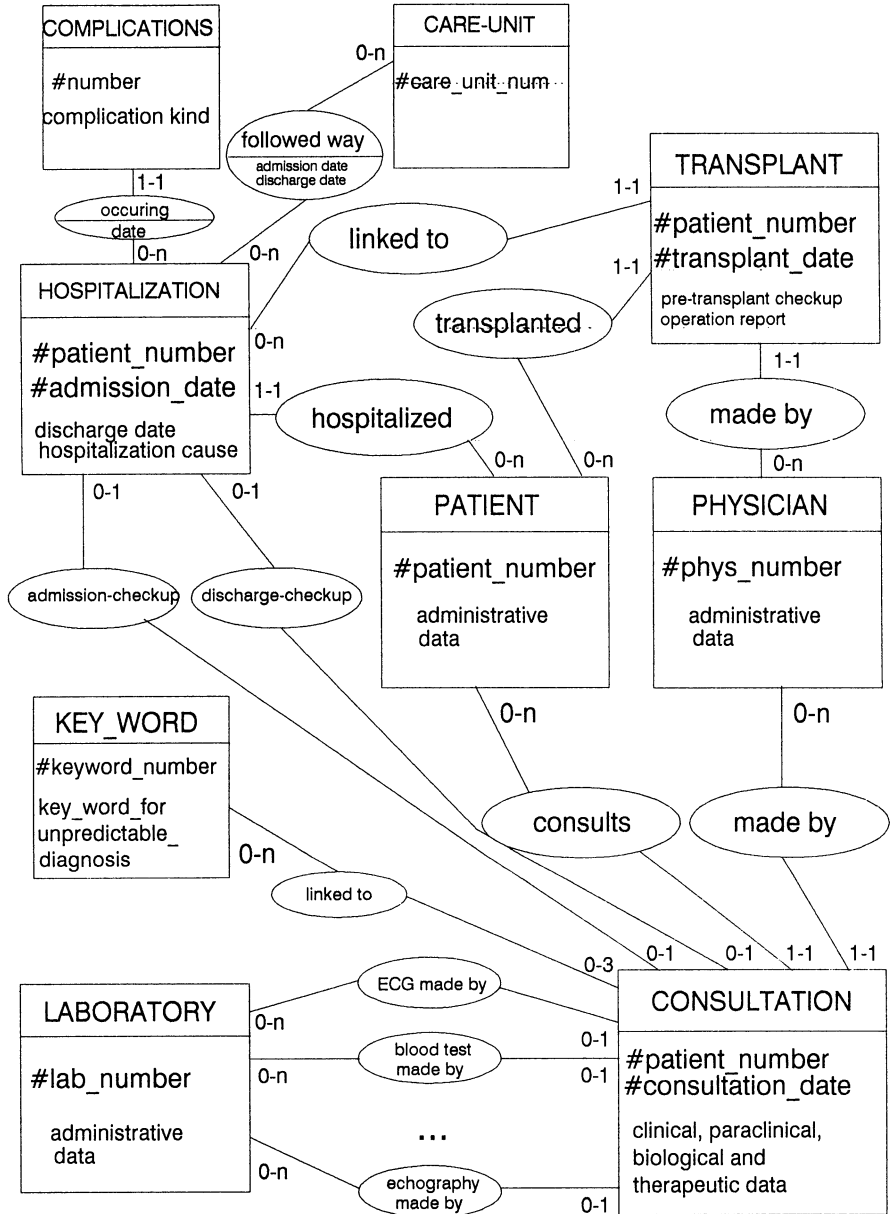 COMPLICATIONS
#number
complication kind
1-1
occuring
date
0-n
CARE-UNIT
#care_unit_num
0-n
followed way
admission date
discharge date
0-n
TRANSPLANT
#patient_number
#transplant_date
pre-transplant checkup
operation report
1-1
linked to
0-n
1-1
transplanted
0-n
HOSPITALIZATION
#patient_number
#admission_date
discharge date
hospitalization cause
1-1
hospitalized
0-n
1-1
made by
0-n
PATIENT
#patient_number
administrative
data
PHYSICIAN
#phys_number
administrative
data
0-1
0-1
admission-checkup
discharge-checkup
0-n
consults
0-n
made by
KEY_WORD
#keyword_number
key_word_for
unpredictable_
diagnosis
0-n
linked to
0-3
0-1
0-1
1-1
1-1
LABORATORY
#lab_number
administrative
data
0-n
ECG made by
0-1
0-n
blood test
made by
0-1
...
0-n
echography
made by
0-1
CONSULTATION
#patient_number
#consultation_date
clinical, paraclinical,
biological and
therapeutic data